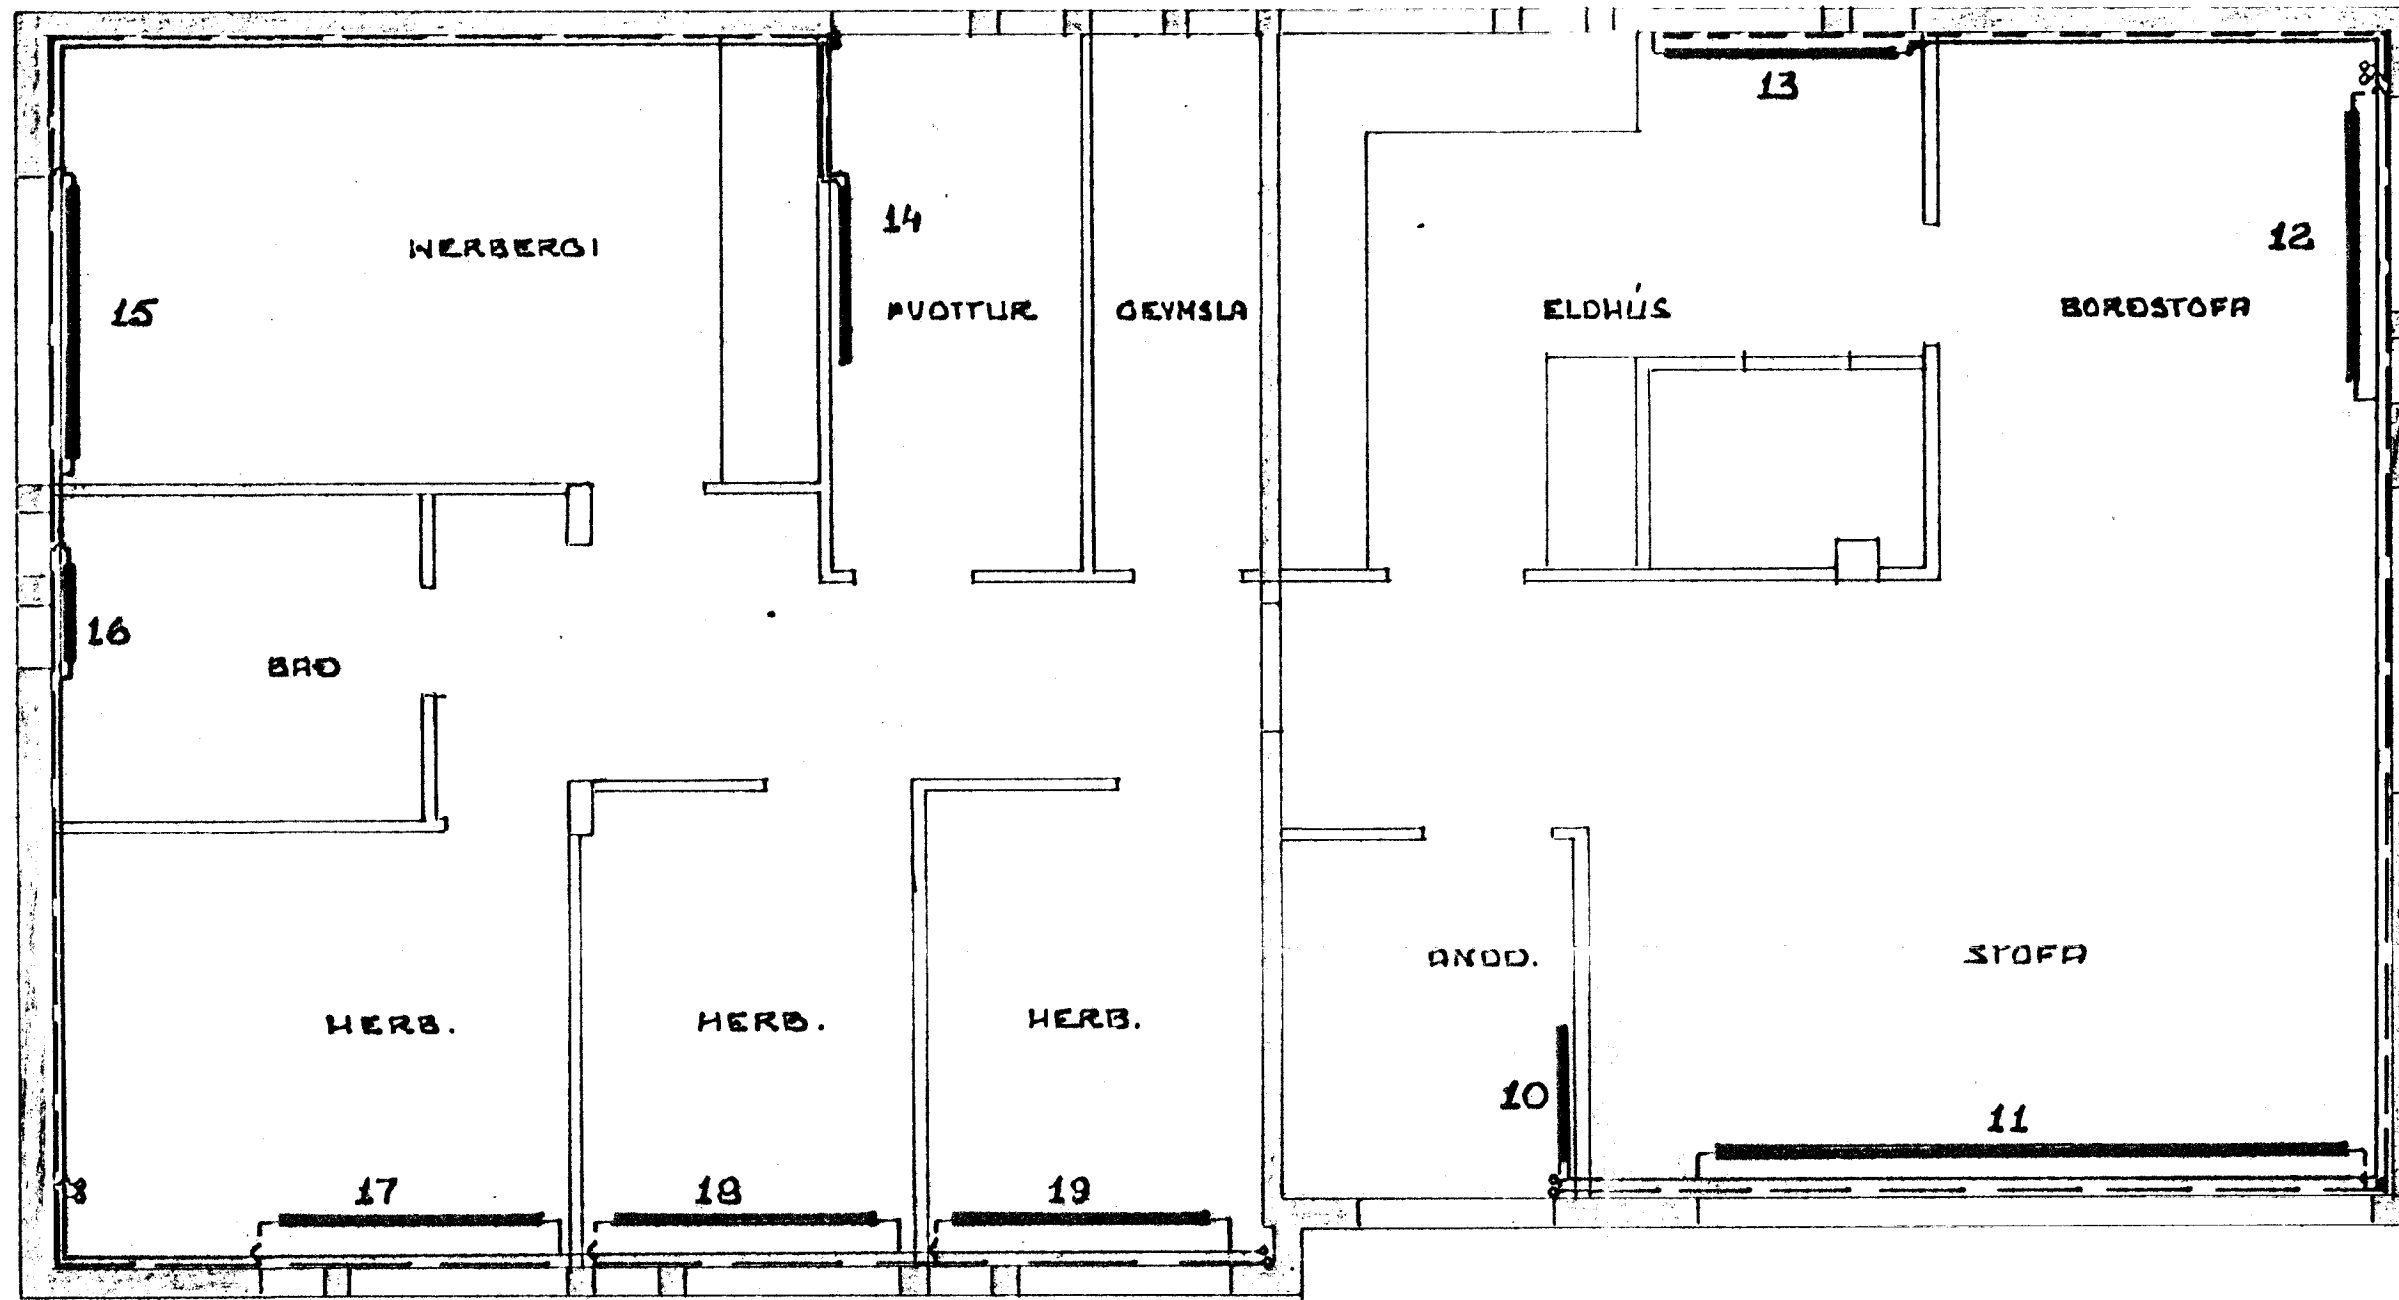 13
12
14
HERBERGI
15
ÞVOTTUR
GEYMSLA
ELDHÚS
BORÐSTOFA
16
BAÐ
ANDD.
STOFA
HERB.
HERB.
HERB.
10
11
17
18
19